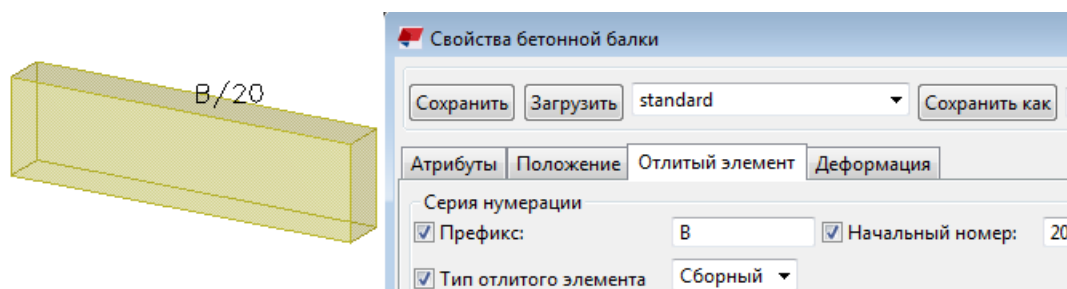 B/20
Свойства бетонной балки
Сохранить Загрузить standard Сохранить как
Атрибуты Положение Отлитый элемент Деформация
Серия нумерации
Префикс: B Начальный номер: 20
Тип отлитого элемента Сборный